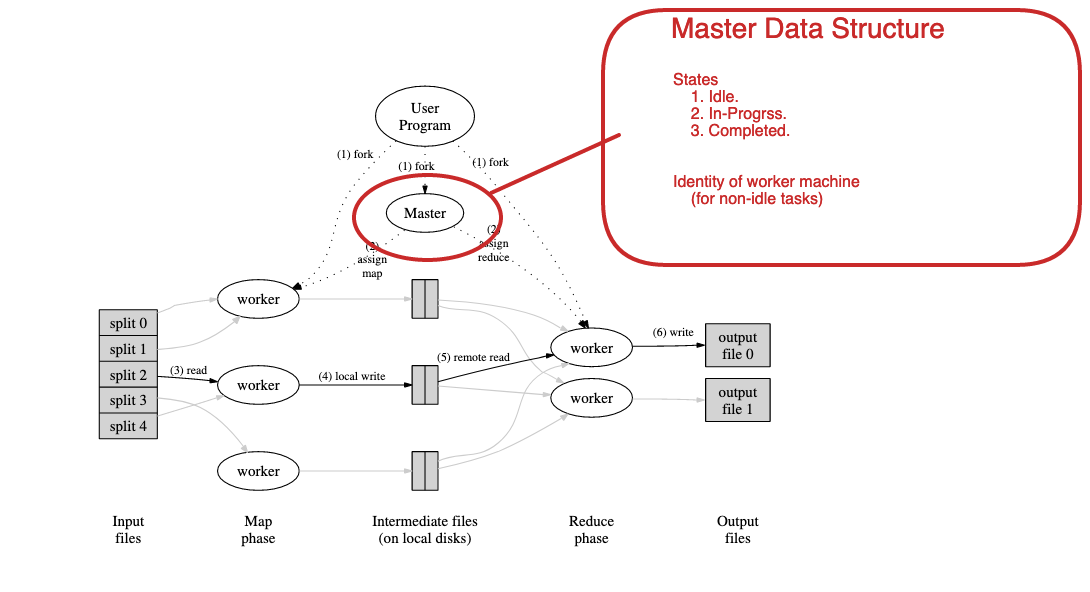 Master Data Structure
States
1. Idle.
2. In-Progrss.
3. Completed.
Identity of worker machine
(for non-idle tasks)
User
Program
(1) fork
(1) fork
(1) fork
Master
(2)
assign
map
(2)
assign
reduce
worker
split 0
split 1
split 2
split 3
split 4
(3) read
worker
(4) local write
(5) remote read
worker
(6) write
output
file 0
worker
output
file 1
worker
Input
files
Map
phase
Intermediate files
(on local disks)
Reduce
phase
Output
files